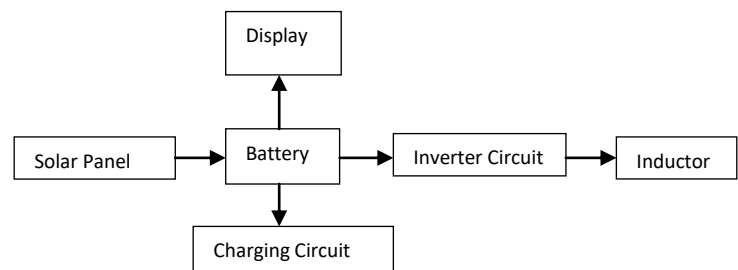 Display
Solar Panel
Battery
Inverter Circuit
Inductor
Charging Circuit